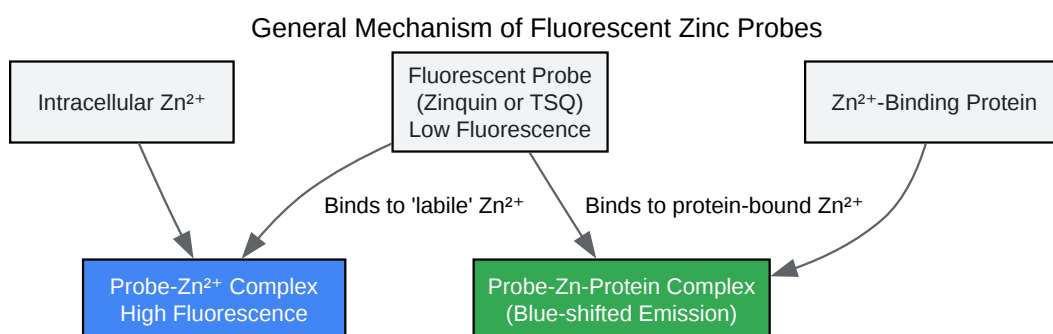 General Mechanism of Fluorescent Zinc Probes
Intracellular Zn²⁺
Fluorescent Probe
(Zinquin or TSQ)
Low Fluorescence
Zn²⁺-Binding Protein
Binds to 'labile' Zn²⁺
Binds to protein-bound Zn²⁺
Probe-Zn²⁺ Complex
High Fluorescence
Probe-Zn-Protein Complex
(Blue-shifted Emission)